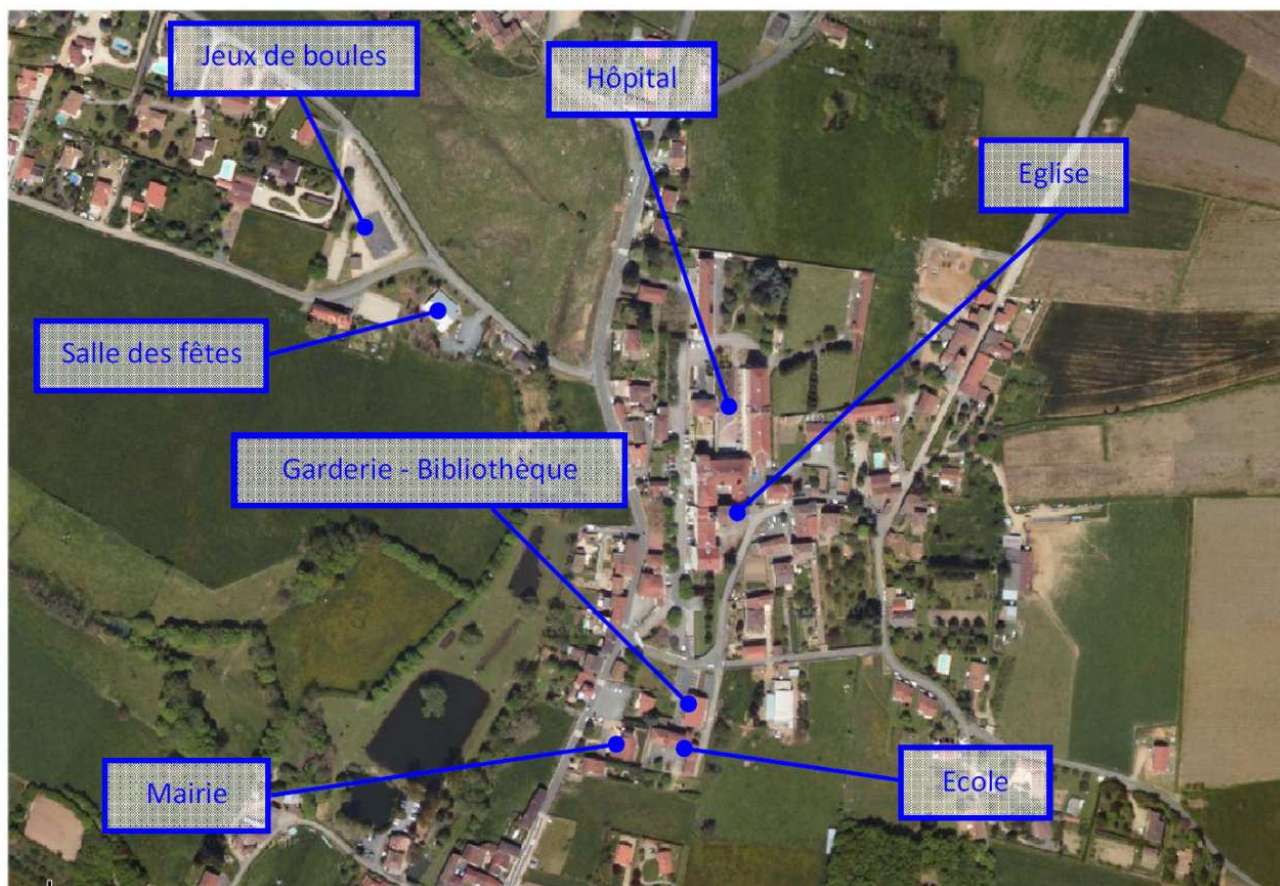 Jeux de boules
Hôpital
Eglise
Salle des fêtes
Garderie - Bibliothèque
Mairie
Ecole